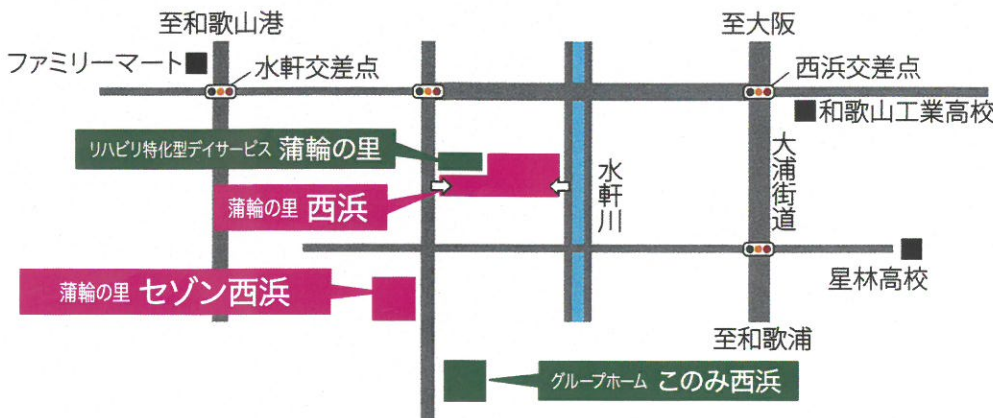 至和歌山港
至大阪
ファミリーマート
水軒交差点
西浜交差点
和歌山工業高校
リハビリ特化型デイサービス 蒲輪の里
大浦街道
水軒川
蒲輪の里 西浜
星林高校
蒲輪の里 セゾン西浜
至和歌浦
グループホーム このみ西浜